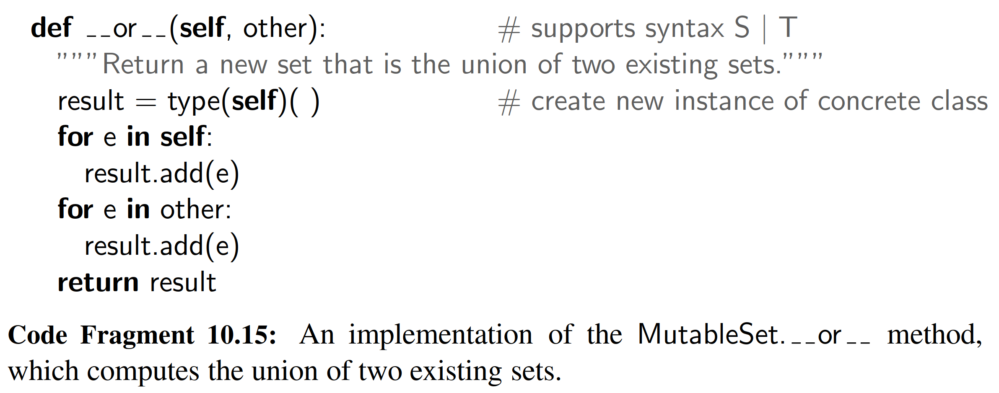 def __or__(self, other): # supports syntax S | T
"""Return a new set that is the union of two existing sets."""
result = type(self)( ) # create new instance of concrete class
for e in self:
result.add(e)
for e in other:
result.add(e)
return result
Code Fragment 10.15: An implementation of the MutableSet.__or__ method,
which computes the union of two existing sets.